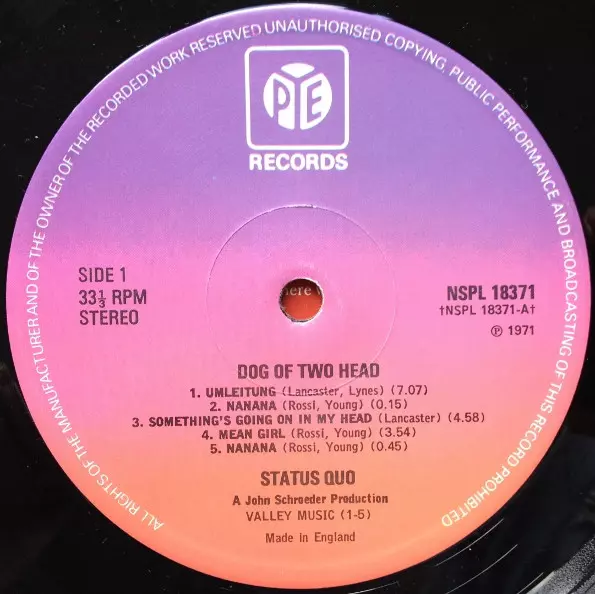 ALL RIGHTS OF THE MANUFACTURER AND OF THE OWNER OF THE RECORDED WORK RESERVED UNAUTHORISED COPYING, PUBLIC PERFORMANCE AND BROADCASTING OF THIS RECORD PROHIBITED
PYE
RECORDS
SIDE 1
33⅓ RPM
STEREO
NSPL 18371
†NSPL 18371-A†
℗ 1971
here
DOG OF TWO HEAD
1. UMLEITUNG (Lancaster, Lynes) (7.07)
2. NANANA (Rossi, Young) (0.15)
3. SOMETHING'S GOING ON IN MY HEAD (Lancaster) (4.58)
4. MEAN GIRL (Rossi, Young) (3.54)
5. NANANA (Rossi, Young) (0.45)
STATUS QUO
A John Schroeder Production
VALLEY MUSIC (1-5)
Made in England